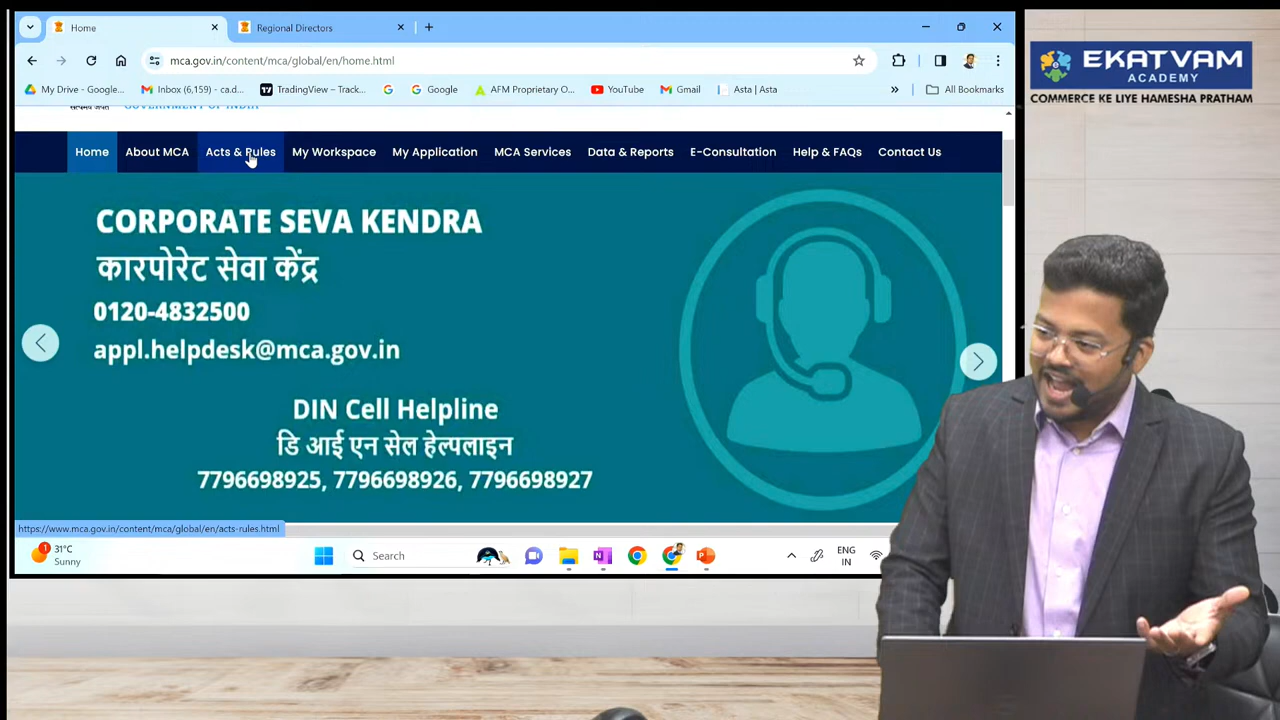 Home
Regional Directors
mca.gov.in/content/mca/global/en/home.html
My Drive - Google...
Inbox (6,159) - ca.d...
TradingView – Track...
Google
AFM Proprietary O...
YouTube
Gmail
Asta | Asta
All Bookmarks
Home
About MCA
Acts & Rules
My Workspace
My Application
MCA Services
Data & Reports
E-Consultation
Help & FAQs
Contact Us
CORPORATE SEVA KENDRA
कारपोरेट सेवा केंद्र
0120-4832500
appl.helpdesk@mca.gov.in
DIN Cell Helpline
डि आई एन सेल हेल्पलाइन
7796698925, 7796698926, 7796698927
https://www.mca.gov.in/content/mca/global/en/acts-rules.html
1
31°C
Sunny
Search
ENG
IN
EKATVAM
ACADEMY
COMMERCE KE LIYE HAMESHA PRATHAM